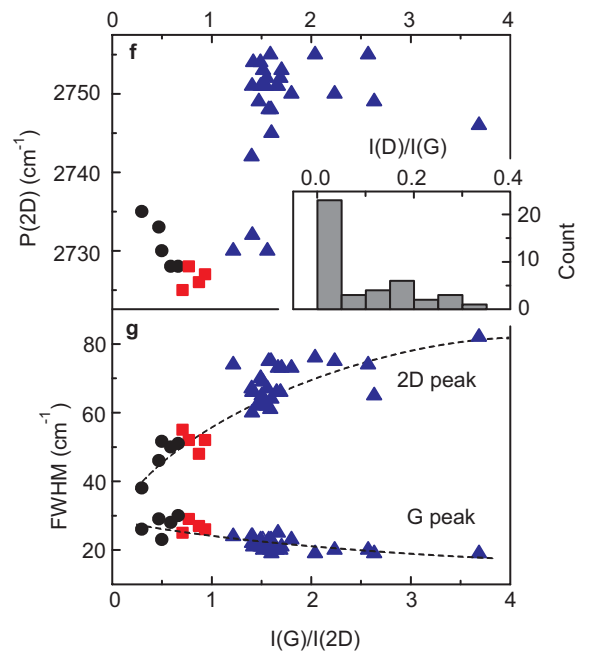 0 1 2 3 4
f
P(2D) (cm⁻¹)
2750
2740
2730
I(D)/I(G)
0.0 0.2 0.4
20
10
0
Count
g
FWHM (cm⁻¹)
80
60
40
20
2D peak
G peak
0 1 2 3 4
I(G)/I(2D)